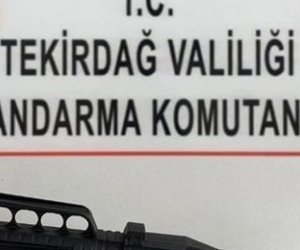 T.C.
TEKİRDAĞ VALİLİĞİ
ANDARMA KOMUTAN